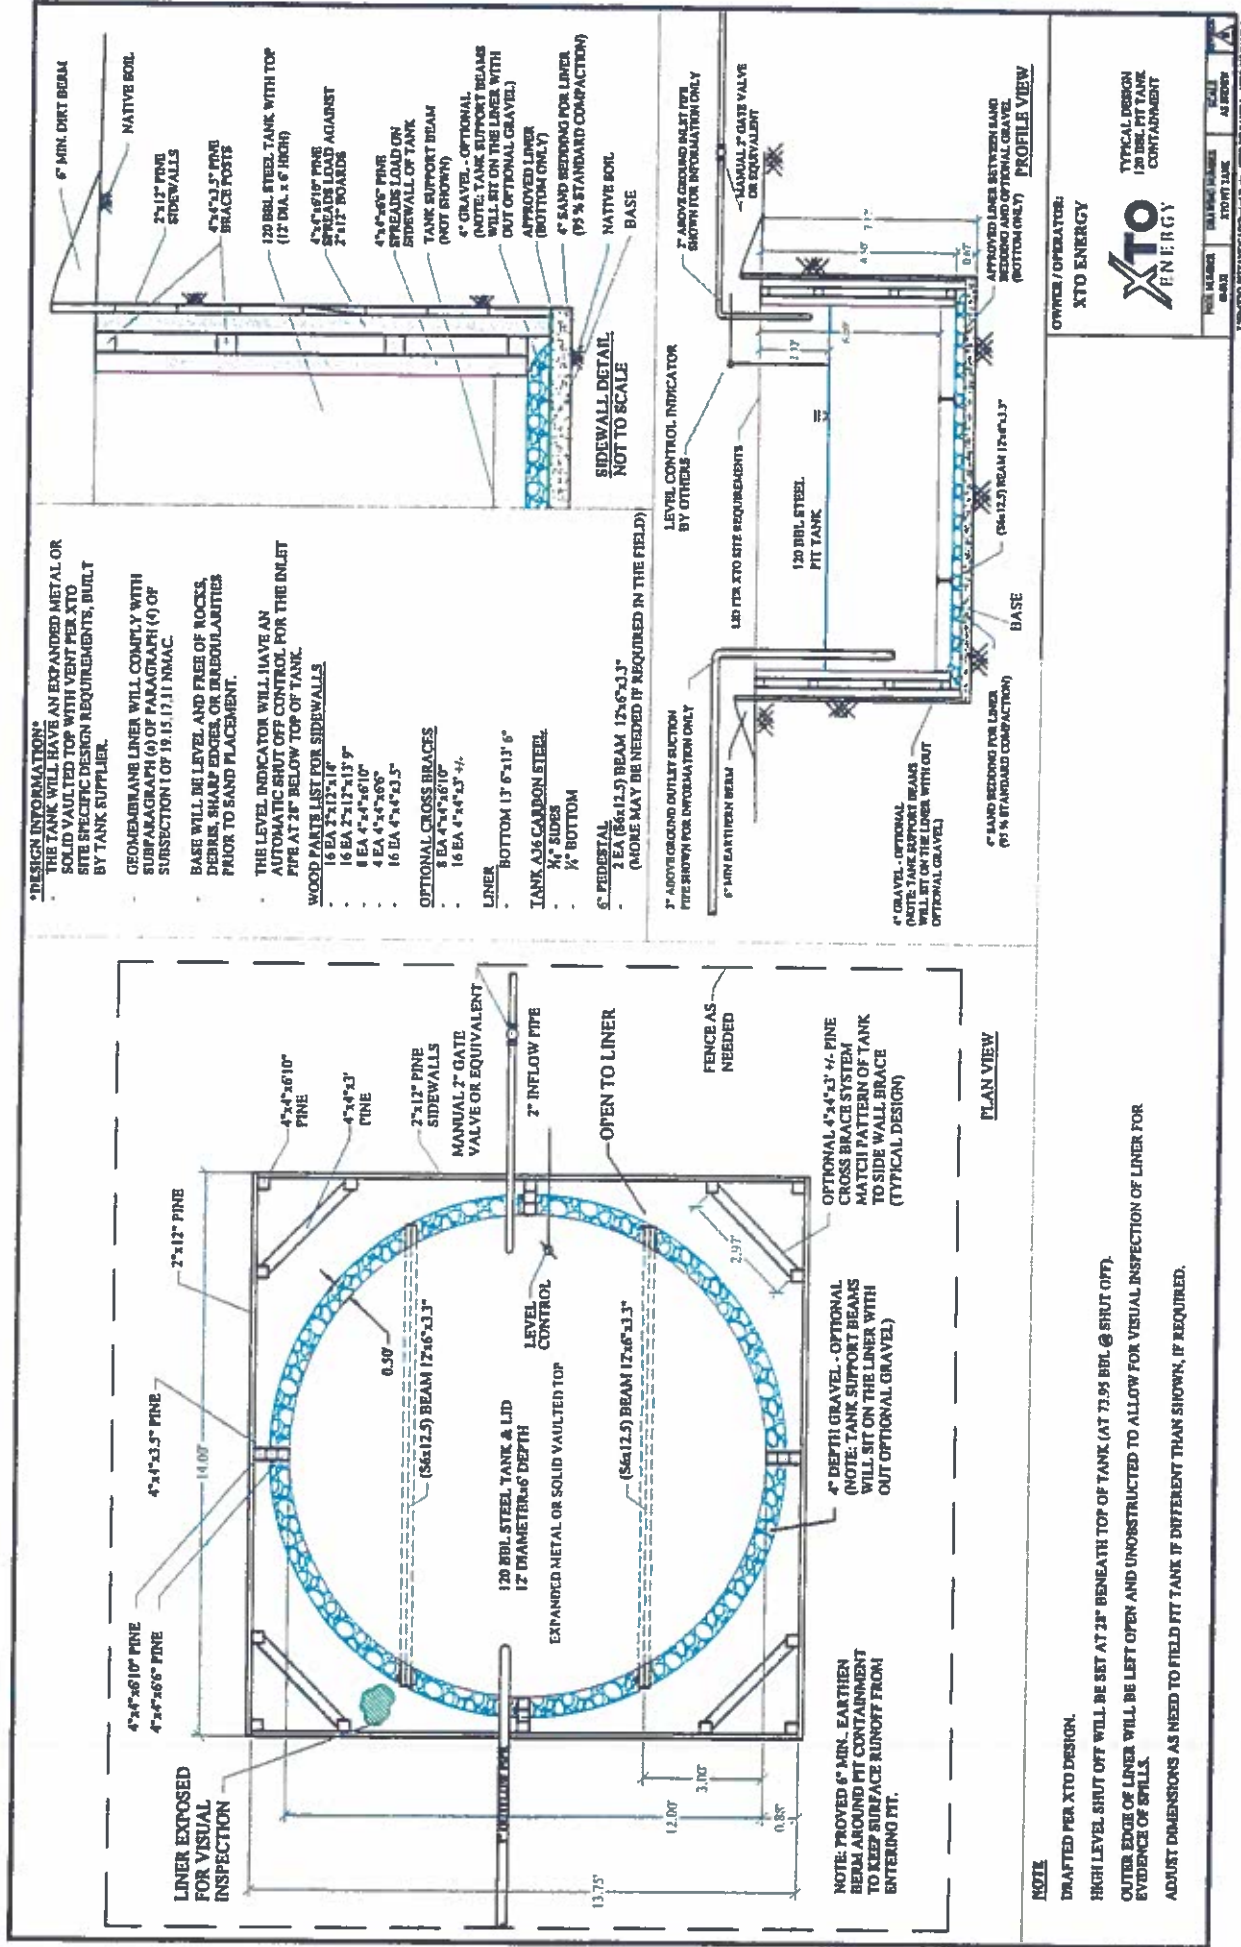 *DESIGN INFORMATION*
- THE TANK WILL HAVE AN EXPANDED METAL OR
SOLID VAULTED TOP WITH VENT PER XTO
SITE SPECIFIC DESIGN REQUIREMENTS, BUILT
BY TANK SUPPLIER.
- GEOMEMBRANE LINER WILL COMPLY WITH
SUBPARAGRAPH (a) OF PARAGRAPH (4) OF
SUBSECTION I OF 19.15.17.11 NMAC.
- BASE WILL BE LEVEL AND FREE OF ROCKS,
DEBRIS, SHARP EDGES, OR IRREGULARITIES
PRIOR TO SAND PLACEMENT.
- THE LEVEL INDICATOR WILL HAVE AN
AUTOMATIC SHUT OFF CONTROL FOR THE INLET
PIPE AT 28" BELOW TOP OF TANK.
WOOD PARTS LIST FOR SIDEWALLS
- 16 EA 2"x12"x14'
- 16 EA 2"x12"x13' 9"
- 8 EA 4"x4"x6'10"
- 4 EA 4"x4"x6'6"
- 16 EA 4"x4"x3.5"
OPTIONAL CROSS BRACES
- 8 EA 4"x4"x6'10"
- 16 EA 4"x4"x3' +/-
LINER
- BOTTOM 13' 6"x13' 6"
TANK A36 CARBON STEEL
- SIDES
- ¼" BOTTOM
6" PEDESTAL
- 2 EA (S6x12.5) BEAM 12'x6"x3.3"
(MORE MAY BE NEEDED IF REQUIRED IN THE FIELD)
6" MIN. DIRT BERM
NATIVE SOIL
2"x12" PINE
SIDEWALLS
4"x4"x3.5" PINE
BRACE POSTS
120 BBL STEEL TANK WITH TOP
(12' DIA. x 6' HIGH)
4"x4"x6'10" PINE
SPREADS LOAD AGAINST
2"x12" BOARDS
4"x4"x6'6" PINE
SPREADS LOAD ON
SIDEWALL OF TANK
TANK SUPPORT BEAM
(NOT SHOWN)
4" GRAVEL - OPTIONAL
(NOTE: TANK SUPPORT BEAMS
WILL SIT ON THE LINER WITH
OUT OPTIONAL GRAVEL)
APPROVED LINER
(BOTTOM ONLY)
4" SAND BEDDING FOR LINER
(95 % STANDARD COMPACTION)
NATIVE SOIL
BASE
SIDEWALL DETAIL
NOT TO SCALE
LINER EXPOSED
FOR VISUAL
INSPECTION
4"x4"x6'10" PINE
4"x4"x6'6" PINE
4"x4"x3.5" PINE
2"x12" PINE
4"x4"x6'10"
PINE
4"x4"x3'
PINE
2"x12" PINE
SIDEWALLS
MANUAL 2" GATE
VALVE OR EQUIVALENT
2" INFLOW PIPE
OPEN TO LINER
FENCE AS
NEEDED
14.00'
0.50'
(S6x12.5) BEAM 12'x6"x3.3"
120 BBL STEEL TANK & LID
12' DIAMETERx6' DEPTH
EXPANDED METAL OR SOLID VAULTED TOP
LEVEL
CONTROL
(S6x12.5) BEAM 12'x6"x3.3"
2.97'
OPTIONAL 4"x4"x3' +/- PINE
CROSS BRACE SYSTEM
MATCH PATTERN OF TANK
TO SIDE WALL BRACE
(TYPICAL DESIGN)
4" DEPTH GRAVEL - OPTIONAL
(NOTE: TANK SUPPORT BEAMS
WILL SIT ON THE LINER WITH
OUT OPTIONAL GRAVEL)
13.75'
12.00'
3.00'
0.88'
NOTE: PROVED 6" MIN.. EARTHEN
BERM AROUND PIT CONTAINMENT
TO KEEP SURFACE RUNOFF FROM
ENTERING PIT.
PLAN VIEW
3" ABOVEGROUND OUTLET SUCTION
PIPE SHOWN FOR INFORMATION ONLY
6" MIN EARTHERN BERM
LEVEL CONTROL INDICATOR
BY OTHERS
LID PER XTO SITE REQUIREMENTS
120 BBL STEEL
PIT TANK
2" ABOVEGROUND INLET PIPE
SHOWN FOR INFORMATION ONLY
MANUAL 2" GATE VALVE
OR EQUIVALENT
APPROVED LINER BETWEEN SAND
BEDDING AND OPTIONAL GRAVEL
(BOTTOM ONLY)
4" GRAVEL - OPTIONAL
(NOTE: TANK SUPPORT BEAMS
WILL SIT ON THE LINER WITH OUT
OPTIONAL GRAVEL)
4" SAND BEDDING FOR LINER
(95 % STANDARD COMPACTION)
BASE
(S6x12.5) BEAM 12'x6"x3.3"
PROFILE VIEW
NOTE
DRAFTED PER XTO DESIGN.
HIGH LEVEL SHUT OFF WILL BE SET AT 28" BENEATH TOP OF TANK (AT 73.95 BBL @ SHUT OFF).
OUTER EDGE OF LINER WILL BE LEFT OPEN AND UNOBSTRUCTED TO ALLOW FOR VISUAL INSPECTION OF LINER FOR
EVIDENCE OF SPILLS.
ADJUST DIMENSIONS AS NEED TO FIELD FIT TANK IF DIFFERENT THAN SHOWN, IF REQUIRED.
OWNER / OPERATOR:
XTO ENERGY
XTO
ENERGY
TYPICAL DESIGN
120 BBL PIT TANK
CONTAINMENT
SCALE